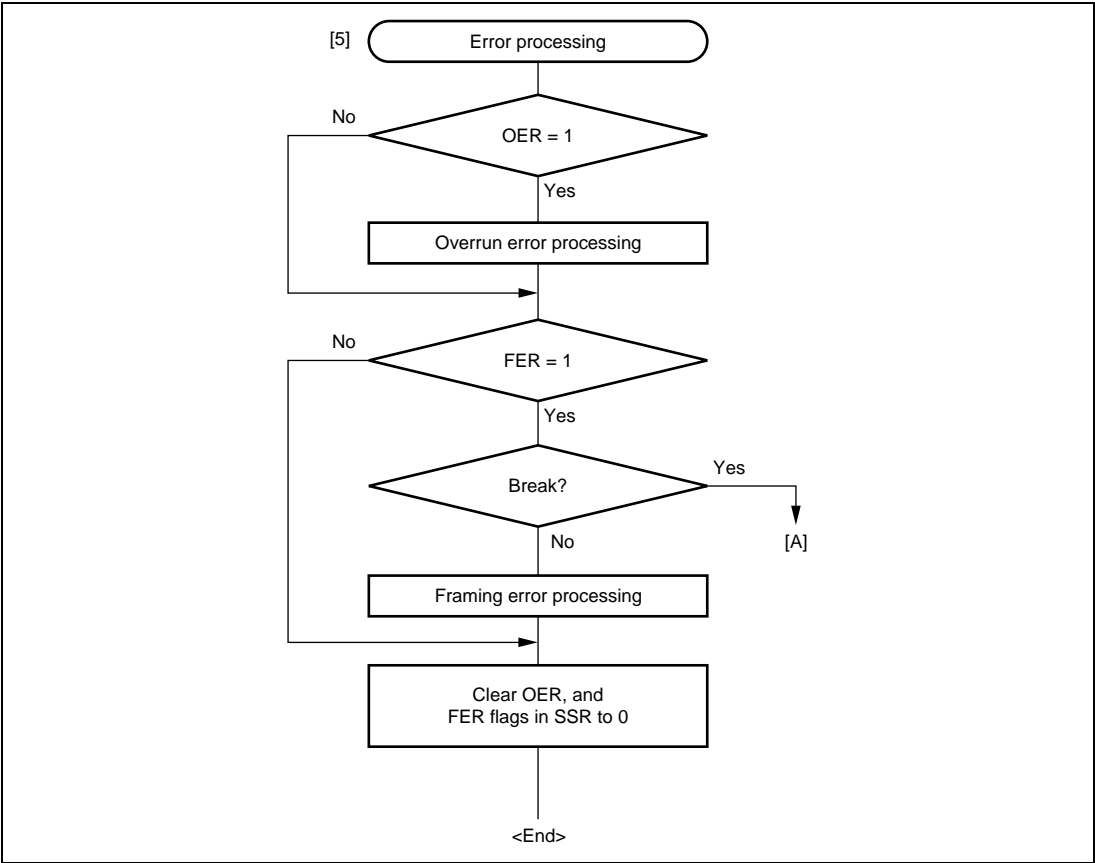 [5]
Error processing
No
OER = 1
Yes
Overrun error processing
No
FER = 1
Yes
Break?
Yes
No
[A]
Framing error processing
Clear OER, and
FER flags in SSR to 0
<End>